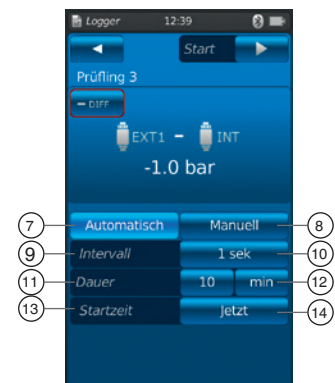 Logger 12:39
Start
Prüfling 3
DIFF
EXT1 – INT
-1.0 bar
7 Automatisch Manuell 8
9 Intervall 1 sek 10
11 Dauer 10 min 12
13 Startzeit Jetzt 14